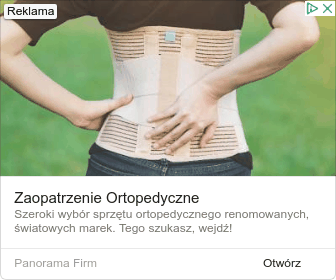 Reklama
Zaopatrzenie Ortopedyczne
Szeroki wybór sprzętu ortopedycznego renomowanych,
światowych marek. Tego szukasz, wejdź!
Panorama Firm
Otwórz